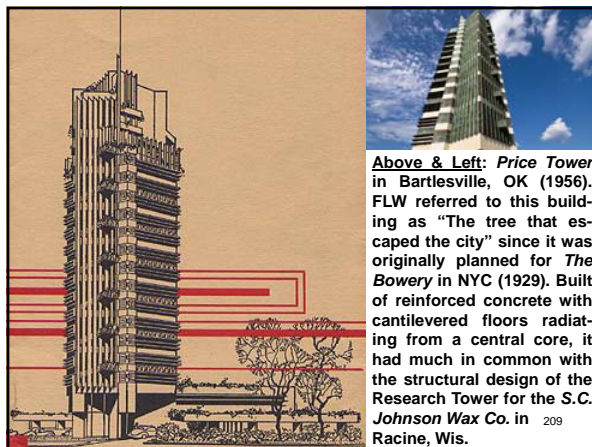 Above & Left: Price Tower
in Bartlesville, OK (1956).
FLW referred to this build-
ing as “The tree that es-
caped the city” since it was
originally planned for The
Bowery in NYC (1929). Built
of reinforced concrete with
cantilevered floors radiat-
ing from a central core, it
had much in common with
the structural design of the
Research Tower for the S.C.
Johnson Wax Co. in 209
Racine, Wis.